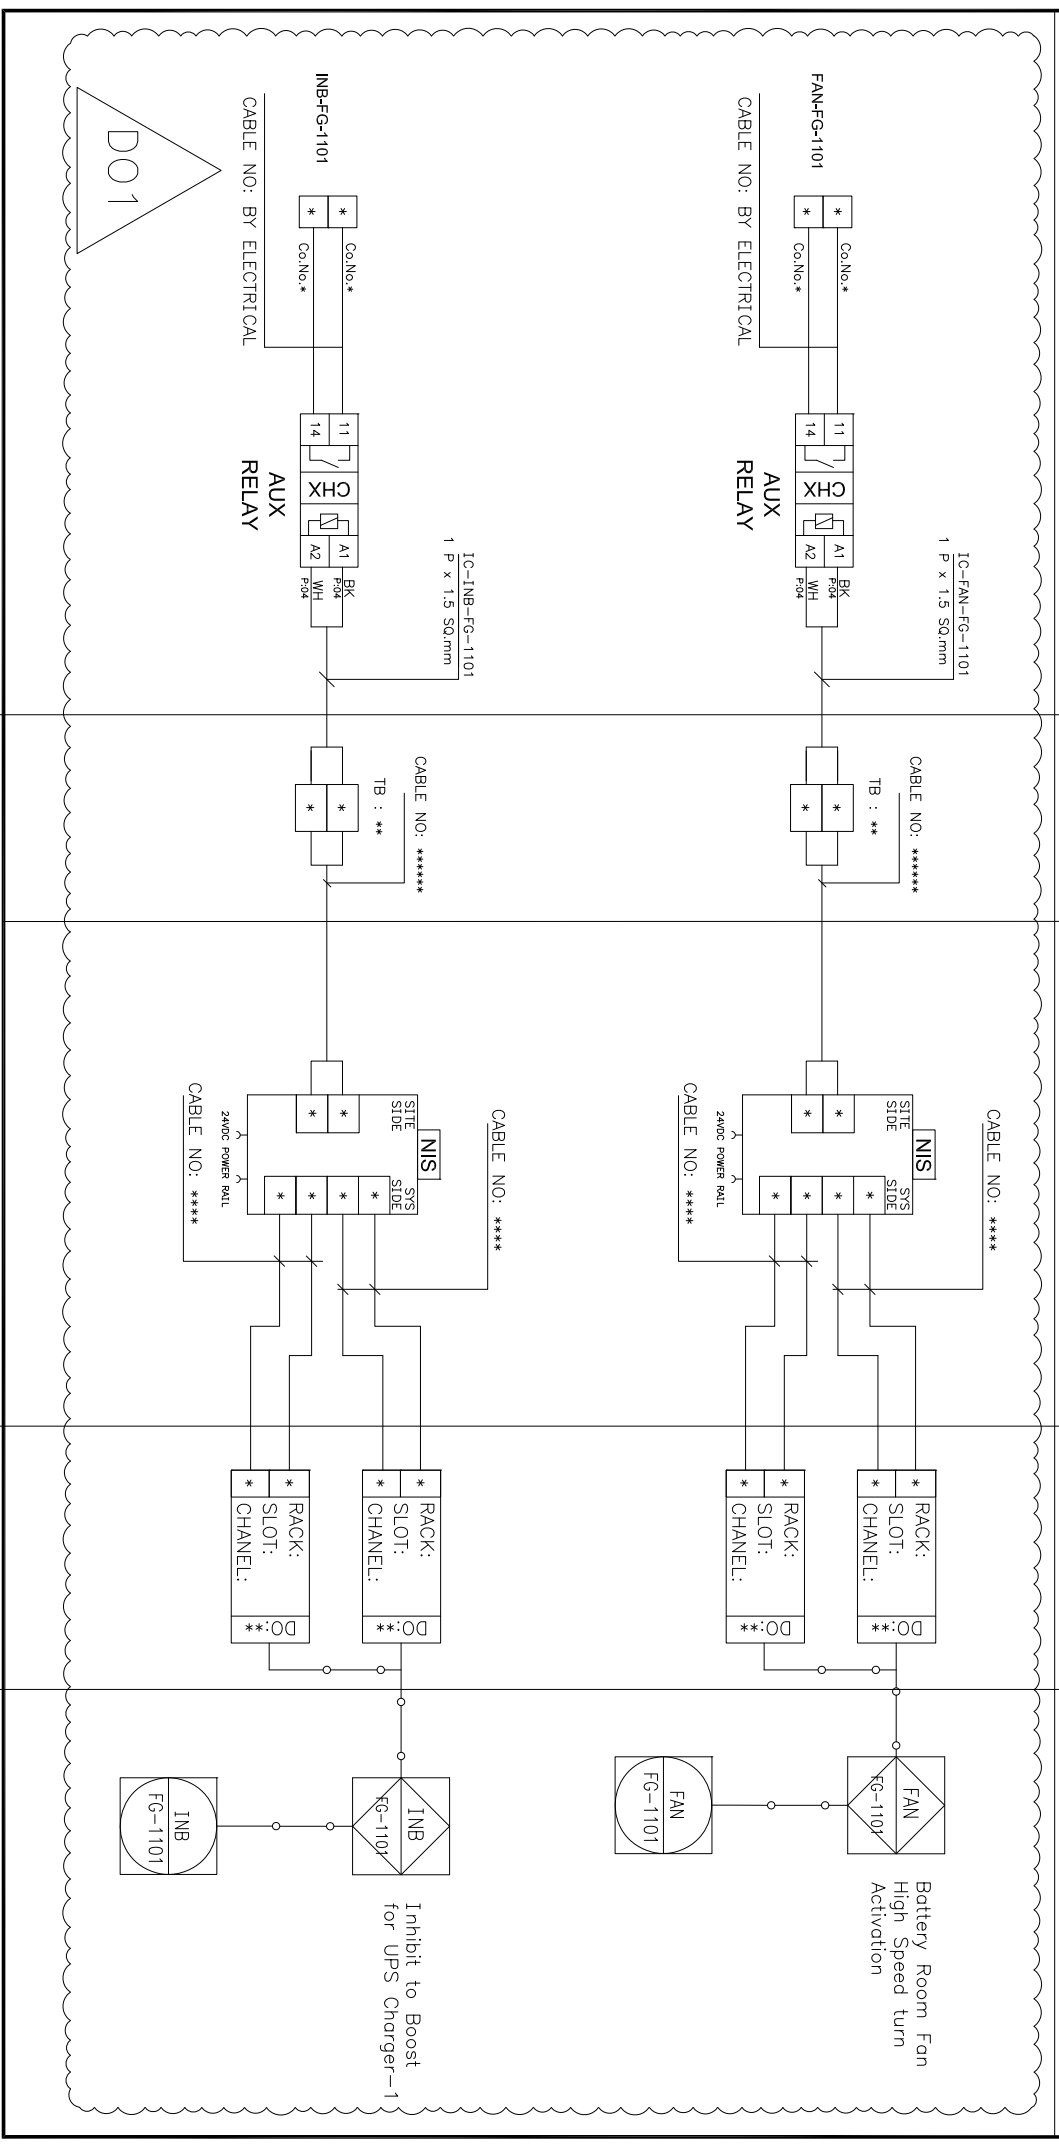 FAN-FG-1101
*
*
Co.No.*
Co.No.*
CABLE NO: BY ELECTRICAL
11
14
CHX
A1
A2
AUX
RELAY
BK
P:04
WH
P:04
IC-FAN-FG-1101
1 P x 1.5 SQ.mm
CABLE NO: ******
TB : **
*
*
NIS
SITE
SIDE
SYS
SIDE
*
*
*
*
*
*
24VDC POWER RAIL
CABLE NO: ****
CABLE NO: ****
*
*
RACK:
SLOT:
CHANEL:
DO:**
*
*
RACK:
SLOT:
CHANEL:
DO:**
FAN
FG-1101
FAN
FG-1101
Battery Room Fan
High Speed turn
Activation
INB-FG-1101
*
*
Co.No.*
Co.No.*
CABLE NO: BY ELECTRICAL
11
14
CHX
A1
A2
AUX
RELAY
BK
P:04
WH
P:04
IC-INB-FG-1101
1 P x 1.5 SQ.mm
CABLE NO: ******
TB : **
*
*
NIS
SITE
SIDE
SYS
SIDE
*
*
*
*
*
*
24VDC POWER RAIL
CABLE NO: ****
CABLE NO: ****
*
*
RACK:
SLOT:
CHANEL:
DO:**
*
*
RACK:
SLOT:
CHANEL:
DO:**
INB
FG-1101
INB
FG-1101
Inhibit to Boost
for UPS Charger-1
D01